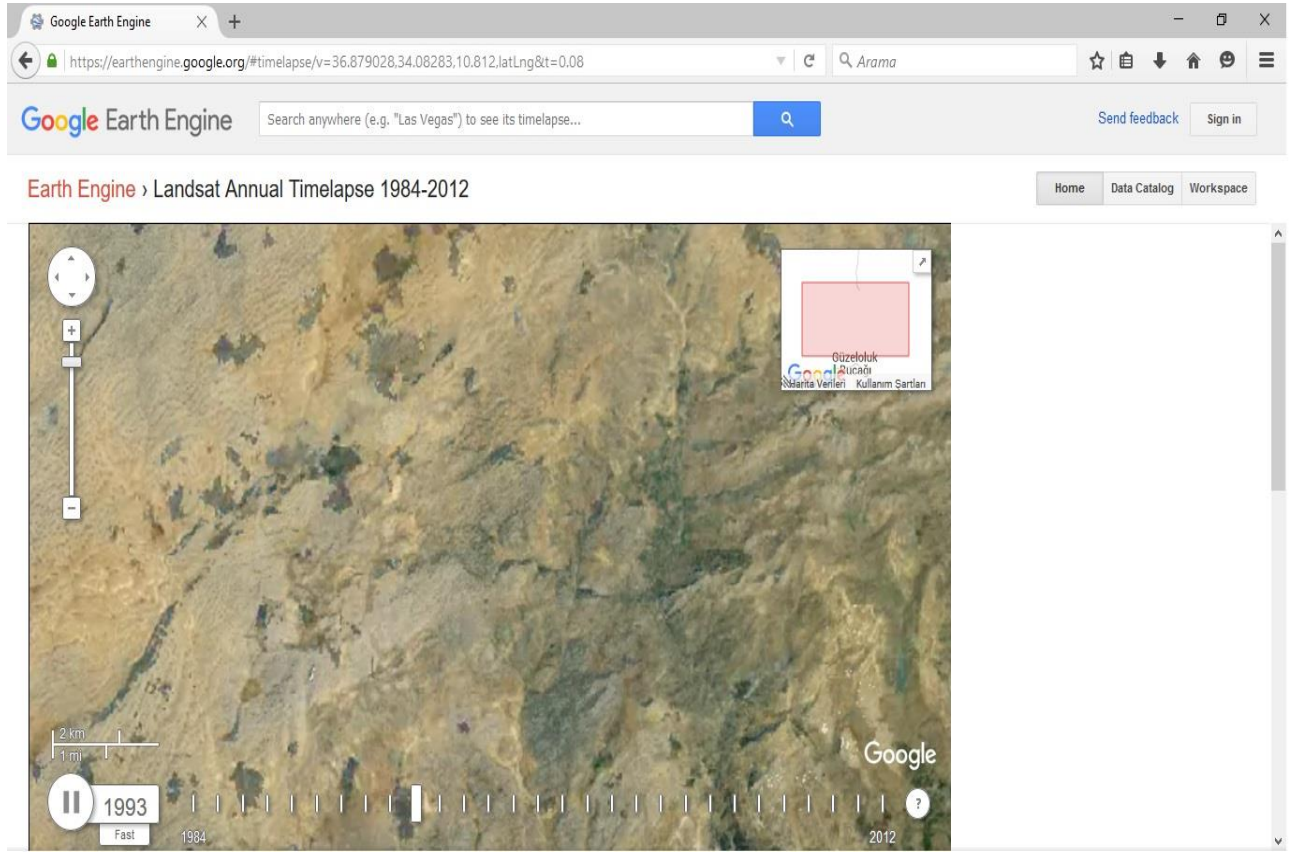 Google Earth Engine
https://earthengine.google.org/#timelapse/v=36.879028,34.08283,10.812,latLng&t=0.08
Arama
Google Earth Engine
Search anywhere (e.g. "Las Vegas") to see its timelapse...
Send feedback
Sign in
Earth Engine › Landsat Annual Timelapse 1984-2012
Home Data Catalog Workspace
Güzeloluk
Bucağı
Google
Harita Verileri Kullanım Şartları
2 km
1 mi
Google
1993
Fast
1984
2012
?